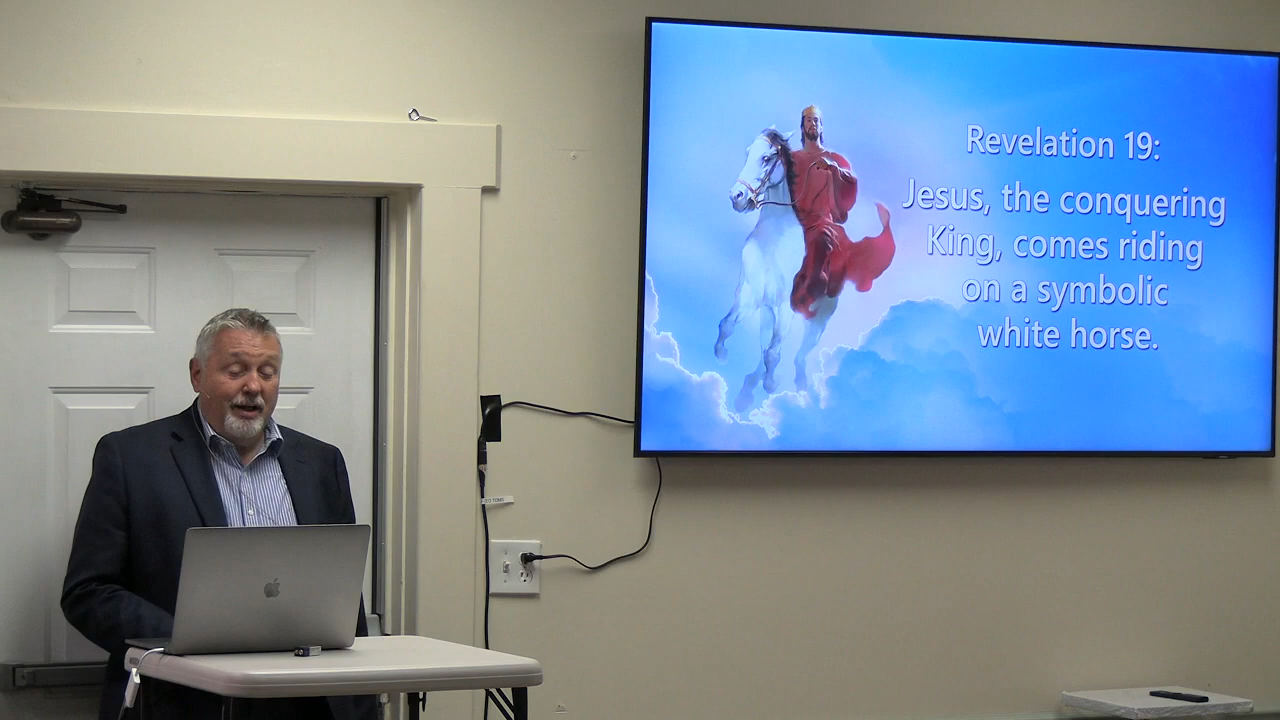 Revelation 19:
Jesus, the conquering
King, comes riding
on a symbolic
white horse.